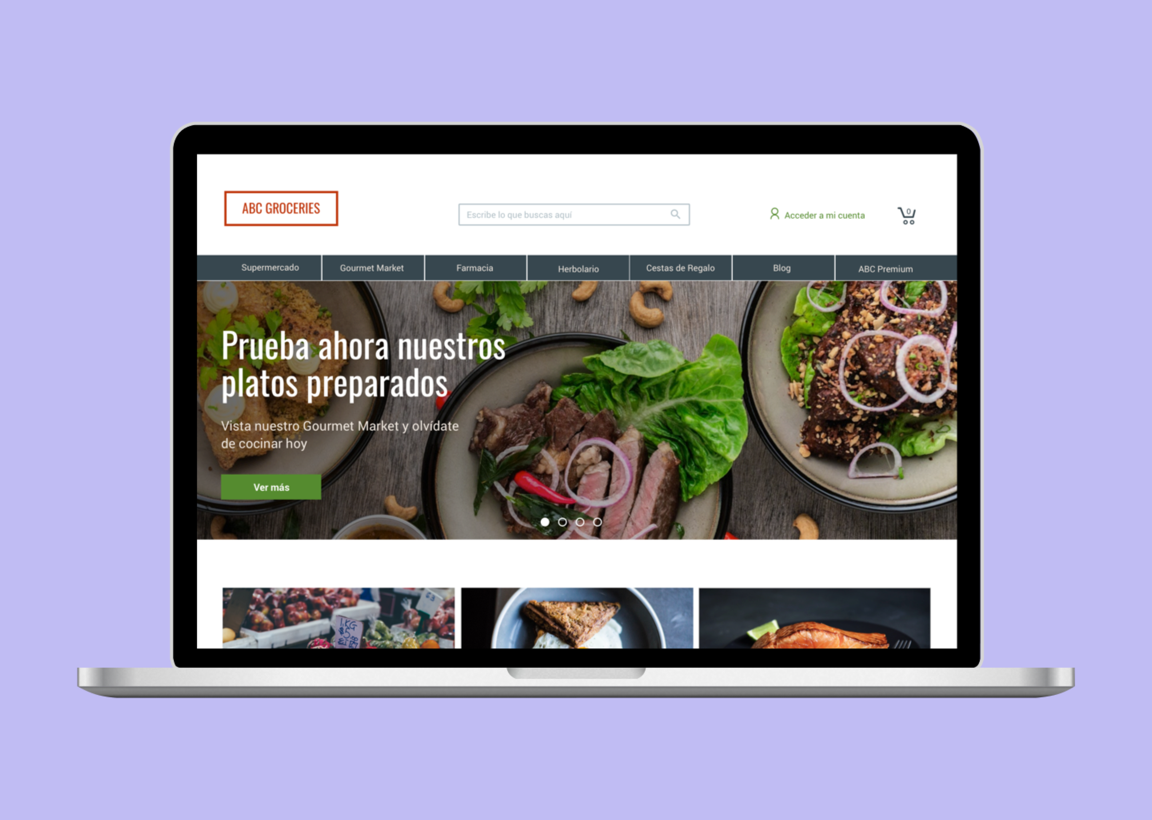 ABC GROCERIES
Escribe lo que buscas aquí
Acceder a mi cuenta
0
Supermercado
Gourmet Market
Farmacia
Herbolario
Cestas de Regalo
Blog
ABC Premium
Prueba ahora nuestros
platos preparados
Vista nuestro Gourmet Market y olvídate
de cocinar hoy
Ver más